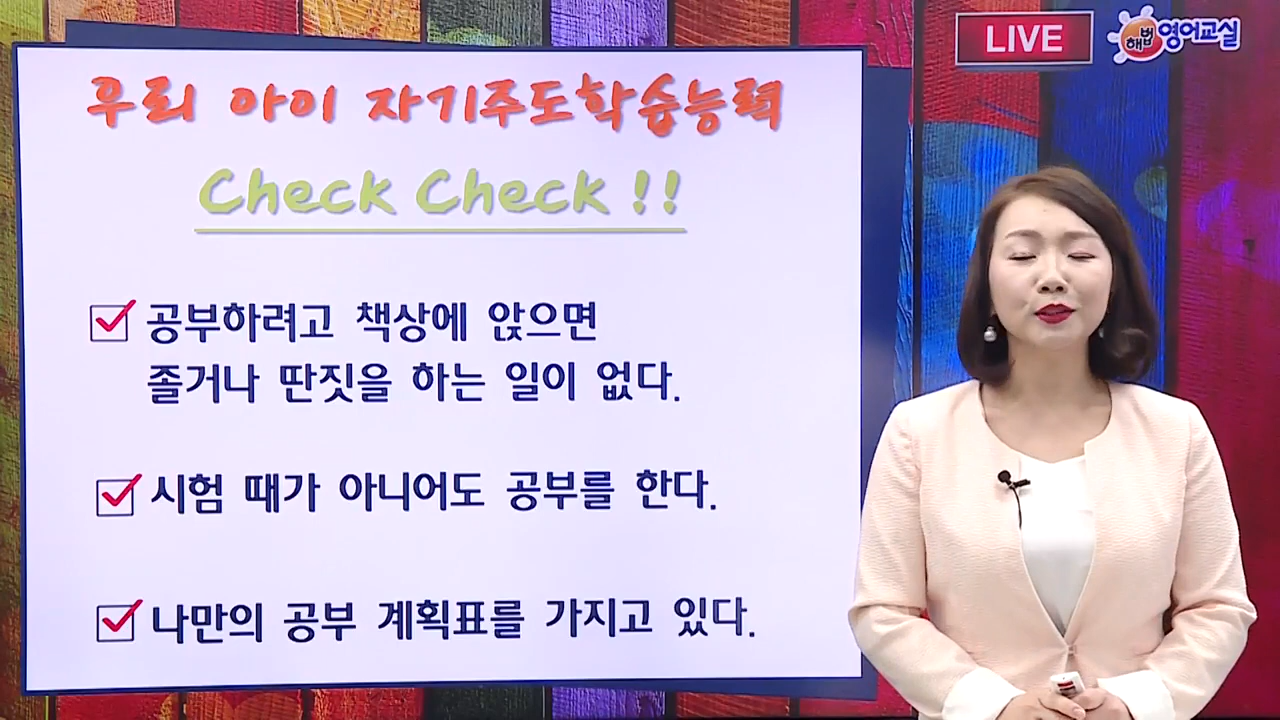 우리 아이 자기주도학습능력
Check Check !!
공부하려고 책상에 앉으면
졸거나 딴짓을 하는 일이 없다.
시험 때가 아니어도 공부를 한다.
나만의 공부 계획표를 가지고 있다.
LIVE
해법영어교실